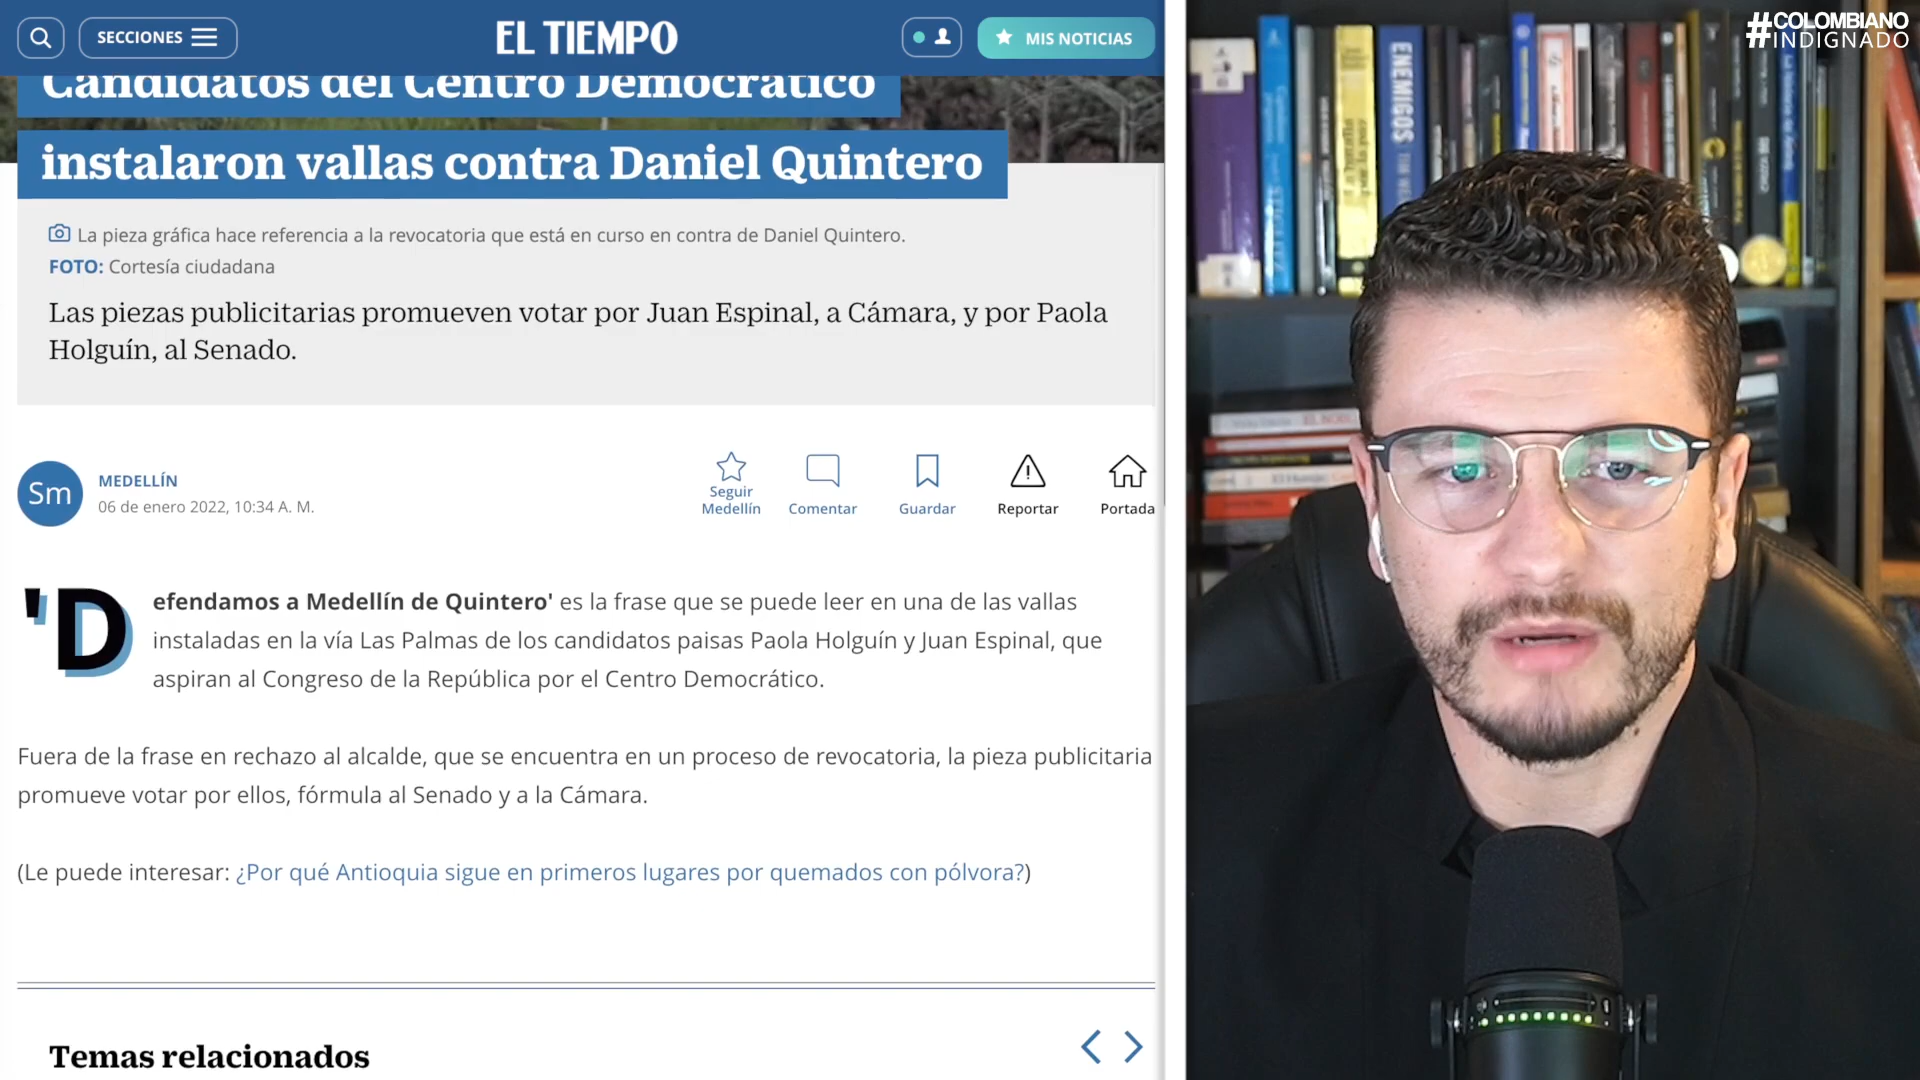 SECCIONES
EL TIEMPO
MIS NOTICIAS
#COLOMBIANO
INDIGNADO
Candidatos del Centro Democrático
instalaron vallas contra Daniel Quintero
La pieza gráfica hace referencia a la revocatoria que está en curso en contra de Daniel Quintero.
FOTO: Cortesía ciudadana
Las piezas publicitarias promueven votar por Juan Espinal, a Cámara, y por Paola
Holguín, al Senado.
Sm
MEDELLÍN
06 de enero 2022, 10:34 A. M.
Seguir
Medellín
Comentar
Guardar
Reportar
Portada
'Defendamos a Medellín de Quintero' es la frase que se puede leer en una de las vallas
instaladas en la vía Las Palmas de los candidatos paisas Paola Holguín y Juan Espinal, que
aspiran al Congreso de la República por el Centro Democrático.
Fuera de la frase en rechazo al alcalde, que se encuentra en un proceso de revocatoria, la pieza publicitaria
promueve votar por ellos, fórmula al Senado y a la Cámara.
(Le puede interesar: ¿Por qué Antioquia sigue en primeros lugares por quemados con pólvora?)
Temas relacionados
ENEMIGOS